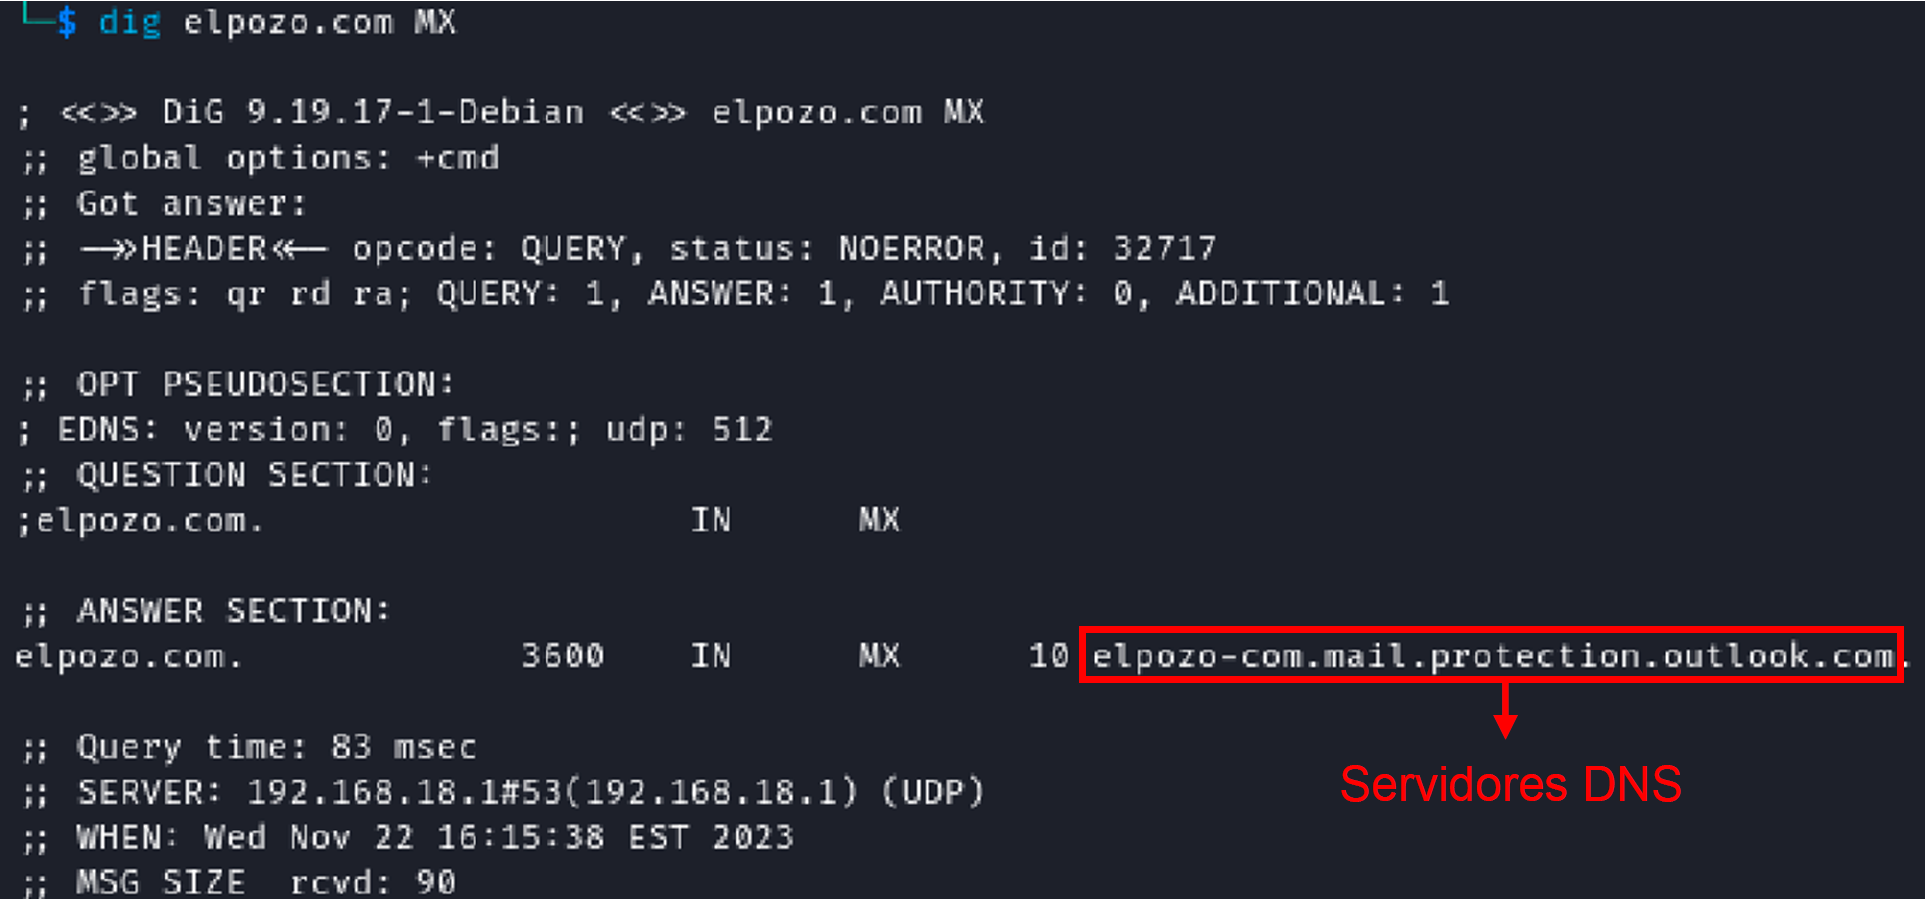 └─$ dig elpozo.com MX
; <<>> DiG 9.19.17-1-Debian <<>> elpozo.com MX
;; global options: +cmd
;; Got answer:
;; ->>HEADER<<- opcode: QUERY, status: NOERROR, id: 32717
;; flags: qr rd ra; QUERY: 1, ANSWER: 1, AUTHORITY: 0, ADDITIONAL: 1
;; OPT PSEUDOSECTION:
; EDNS: version: 0, flags:; udp: 512
;; QUESTION SECTION:
;elpozo.com. IN MX
;; ANSWER SECTION:
elpozo.com. 3600 IN MX 10 elpozo-com.mail.protection.outlook.com.
;; Query time: 83 msec
Servidores DNS
;; SERVER: 192.168.18.1#53(192.168.18.1) (UDP)
;; WHEN: Wed Nov 22 16:15:38 EST 2023
;; MSG SIZE rcvd: 90